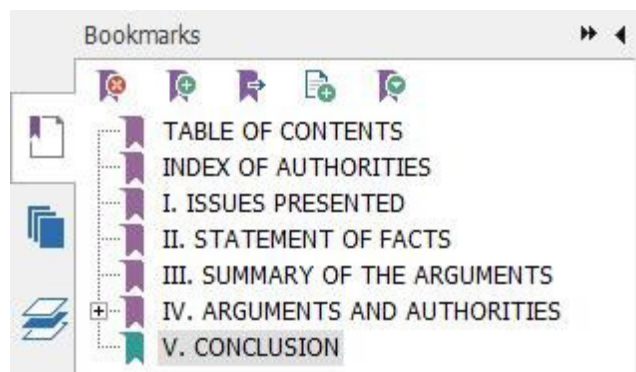 Bookmarks
TABLE OF CONTENTS
INDEX OF AUTHORITIES
I. ISSUES PRESENTED
II. STATEMENT OF FACTS
III. SUMMARY OF THE ARGUMENTS
IV. ARGUMENTS AND AUTHORITIES
V. CONCLUSION